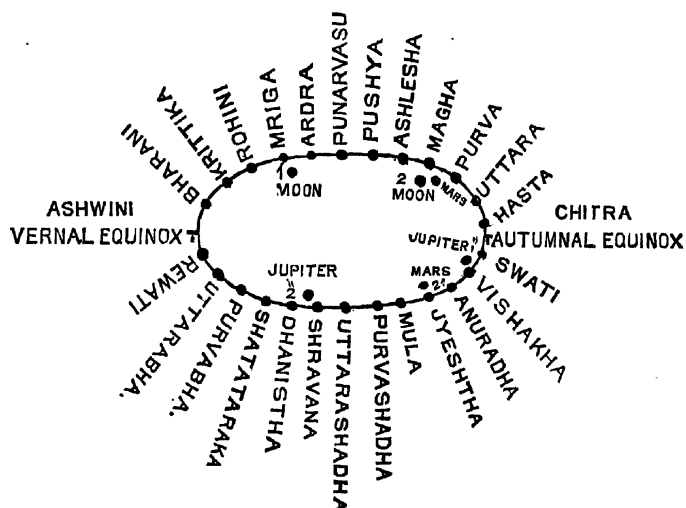 BHARANI
KRITTIKA
ROHINI
MRIGA
ARDRA
PUNARVASU
PUSHYA
ASHLESHA
MAGHA
PURVA
UTTARA
HASTA
1
MOON
2
MOON
MARS
ASHWINI
VERNAL EQUINOX
CHITRA
AUTUMNAL EQUINOX
JUPITER 1"
JUPITER
2"
MARS
2"
REWATI
UTTARABHA.
PURVABHA.
SHATATARAKA
DHANISTHA
SHRAVANA
UTTARASHADHA
PURVASHADHA
MULA
JYESHTHA
ANURADHA
VISHAKHA
SWATI